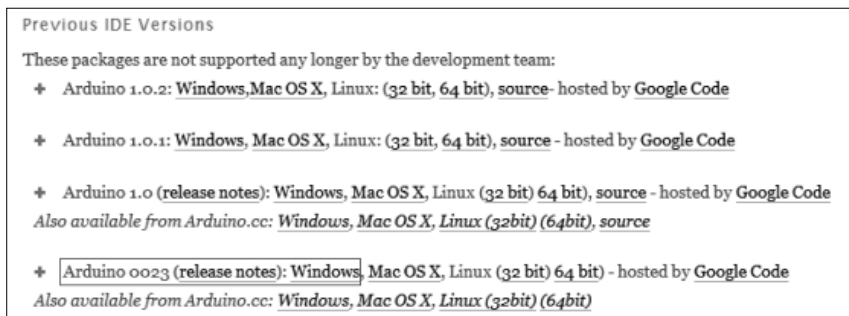 Previous IDE Versions
These packages are not supported any longer by the development team:
+ Arduino 1.0.2: Windows,Mac OS X, Linux: (32 bit, 64 bit), source- hosted by Google Code
+ Arduino 1.0.1: Windows, Mac OS X, Linux: (32 bit, 64 bit), source - hosted by Google Code
+ Arduino 1.0 (release notes): Windows, Mac OS X, Linux (32 bit) 64 bit), source - hosted by Google Code
Also available from Arduino.cc: Windows, Mac OS X, Linux (32bit) (64bit), source
+ Arduino 0023 (release notes): Windows, Mac OS X, Linux (32 bit) 64 bit) - hosted by Google Code
Also available from Arduino.cc: Windows, Mac OS X, Linux (32bit) (64bit)